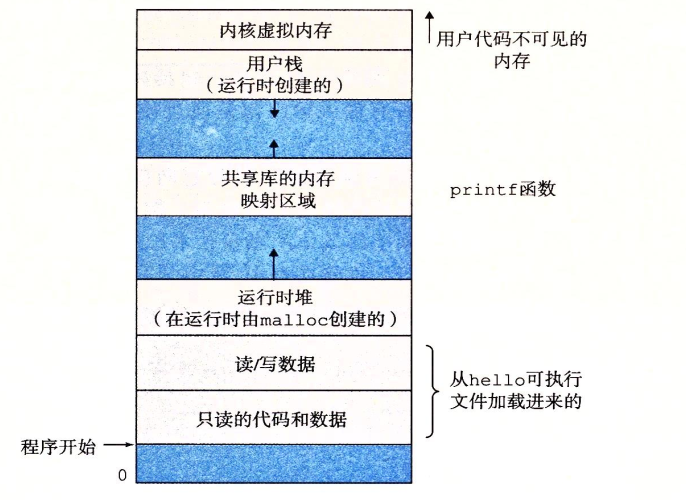 内核虚拟内存
用户代码不可见的
内存
用户栈
（运行时创建的）
共享库的内存
映射区域
printf函数
运行时堆
（在运行时由malloc创建的）
读/写数据
从hello可执行
文件加载进来的
只读的代码和数据
程序开始
0